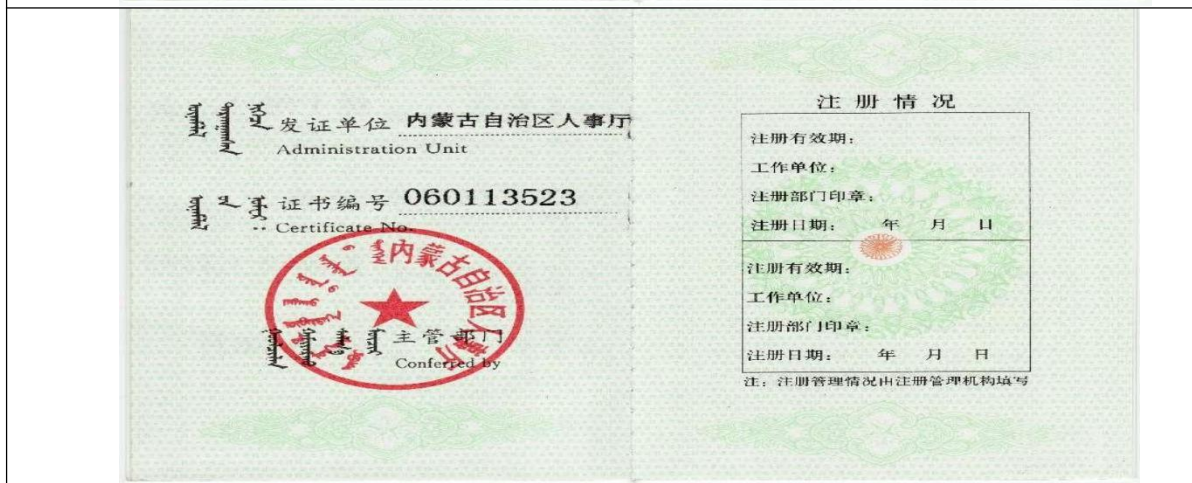 发证单位 内蒙古自治区人事厅
Administration Unit
证书编号 060113523
Certificate No.
内蒙古自治区人事厅
主管部门
Conferred by
注册情况
注册有效期：
工作单位：
注册部门印章：
注册日期： 年 月 日
注册有效期：
工作单位：
注册部门印章：
注册日期： 年 月 日
注：注册管理情况由注册管理机构填写